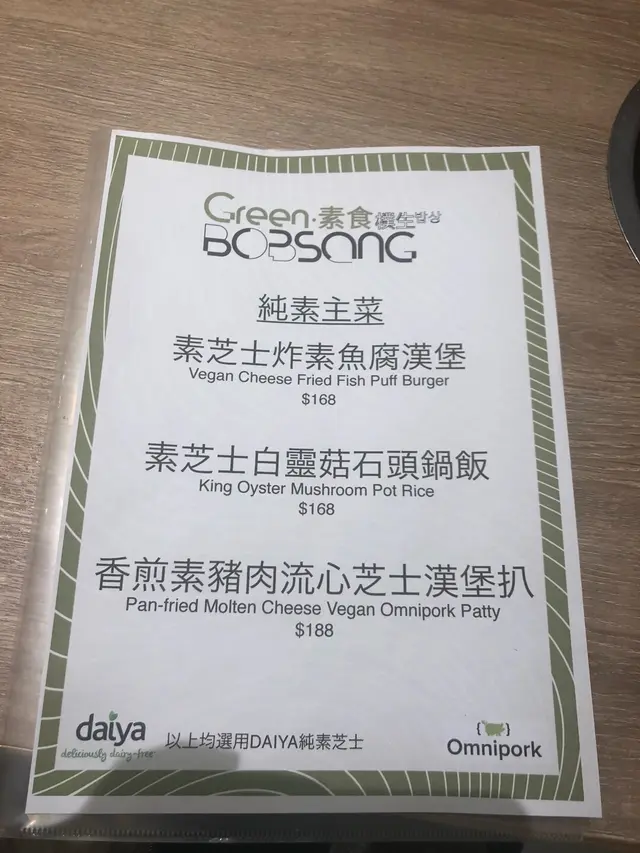 Green·素食樸生밥상
BOBSANG
純素主菜
素芝士炸素魚腐漢堡
Vegan Cheese Fried Fish Puff Burger
$168
素芝士白靈菇石頭鍋飯
King Oyster Mushroom Pot Rice
$168
香煎素豬肉流心芝士漢堡扒
Pan-fried Molten Cheese Vegan Omnipork Patty
$188
daiya
deliciously dairy-free
以上均選用DAIYA純素芝士
Omnipork